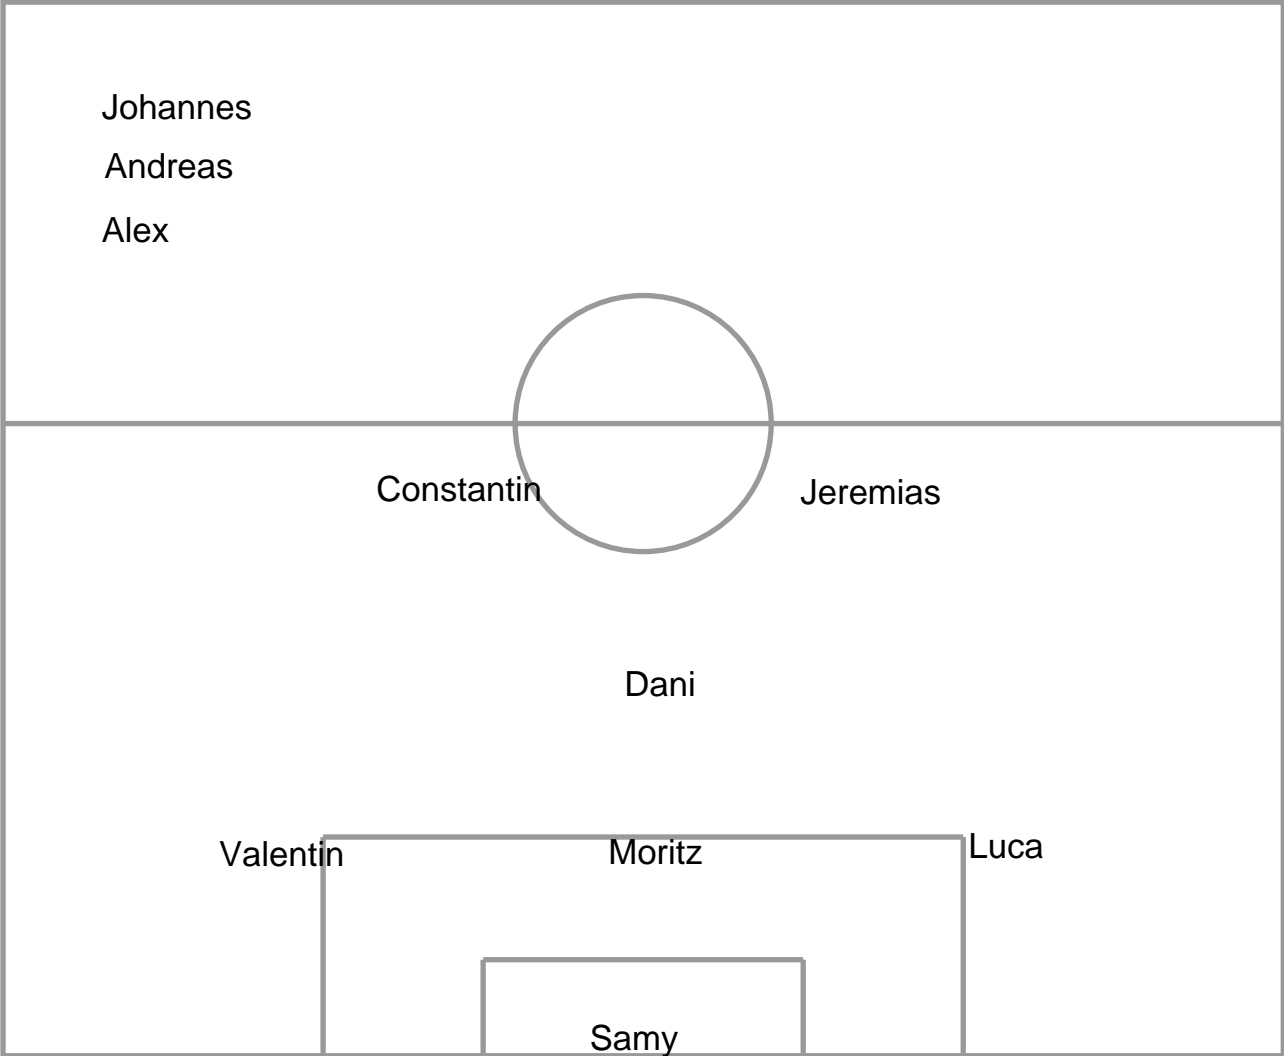 Johannes
Andreas
Alex
Constantin
Jeremias
Dani
Valentin
Moritz
Luca
Samy